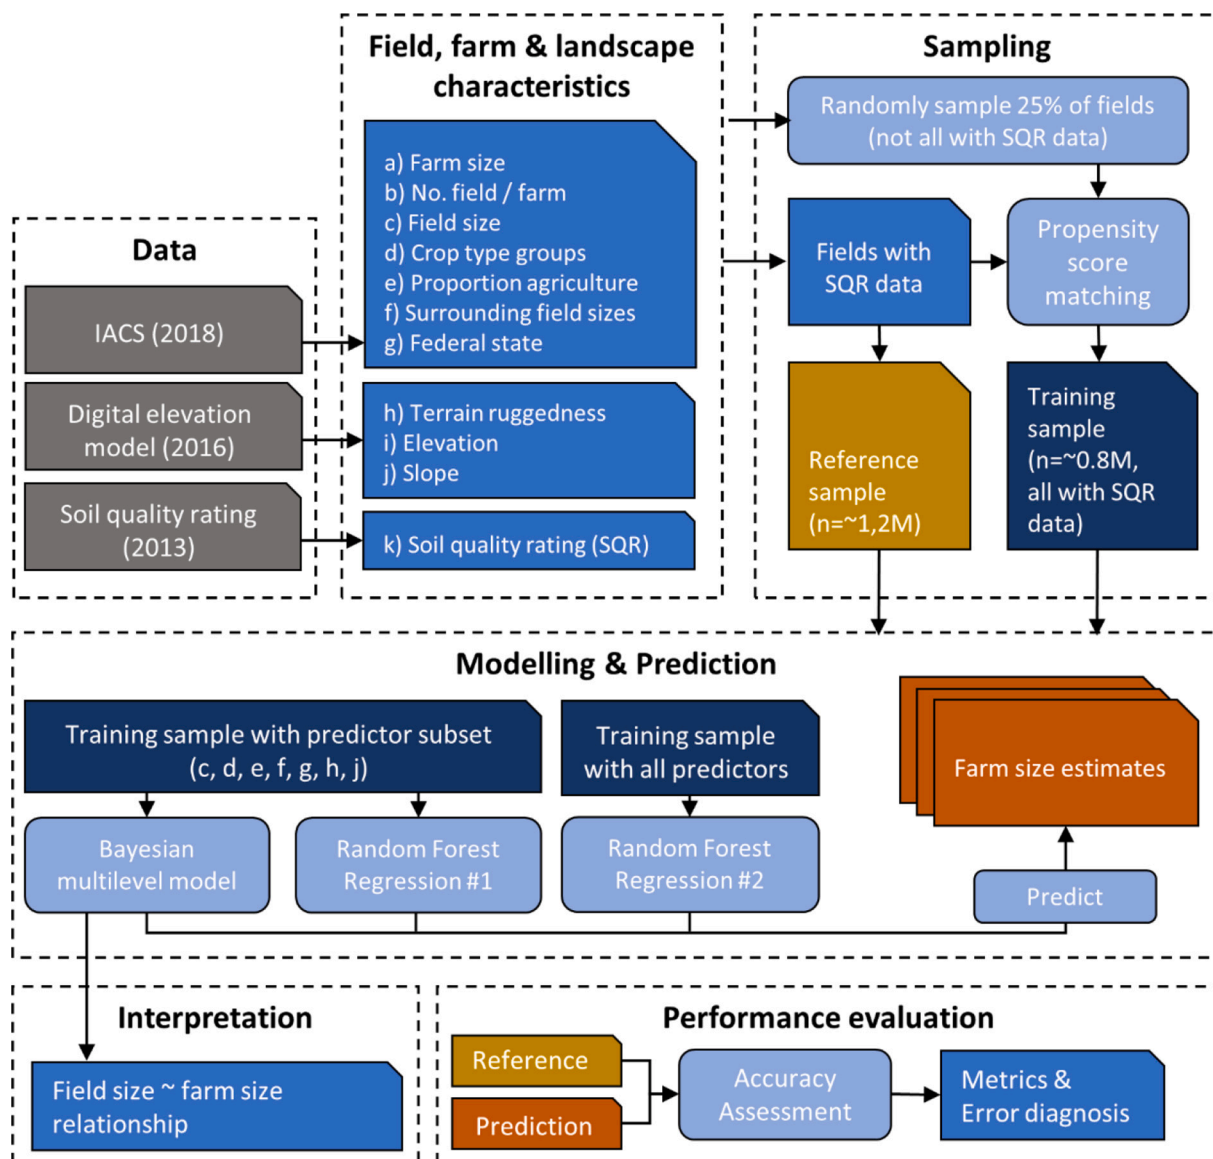 Field, farm & landscape
characteristics
a) Farm size
b) No. field / farm
c) Field size
d) Crop type groups
e) Proportion agriculture
f) Surrounding field sizes
g) Federal state
h) Terrain ruggedness
i) Elevation
j) Slope
k) Soil quality rating (SQR)
Data
IACS (2018)
Digital elevation
model (2016)
Soil quality rating
(2013)
Sampling
Randomly sample 25% of fields
(not all with SQR data)
Fields with
SQR data
Propensity
score
matching
Reference
sample
(n=~1,2M)
Training
sample
(n=~0.8M,
all with SQR
data)
Modelling & Prediction
Training sample with predictor subset
(c, d, e, f, g, h, j)
Training sample
with all predictors
Farm size estimates
Bayesian
multilevel model
Random Forest
Regression #1
Random Forest
Regression #2
Predict
Interpretation
Field size ~ farm size
relationship
Performance evaluation
Reference
Prediction
Accuracy
Assessment
Metrics &
Error diagnosis